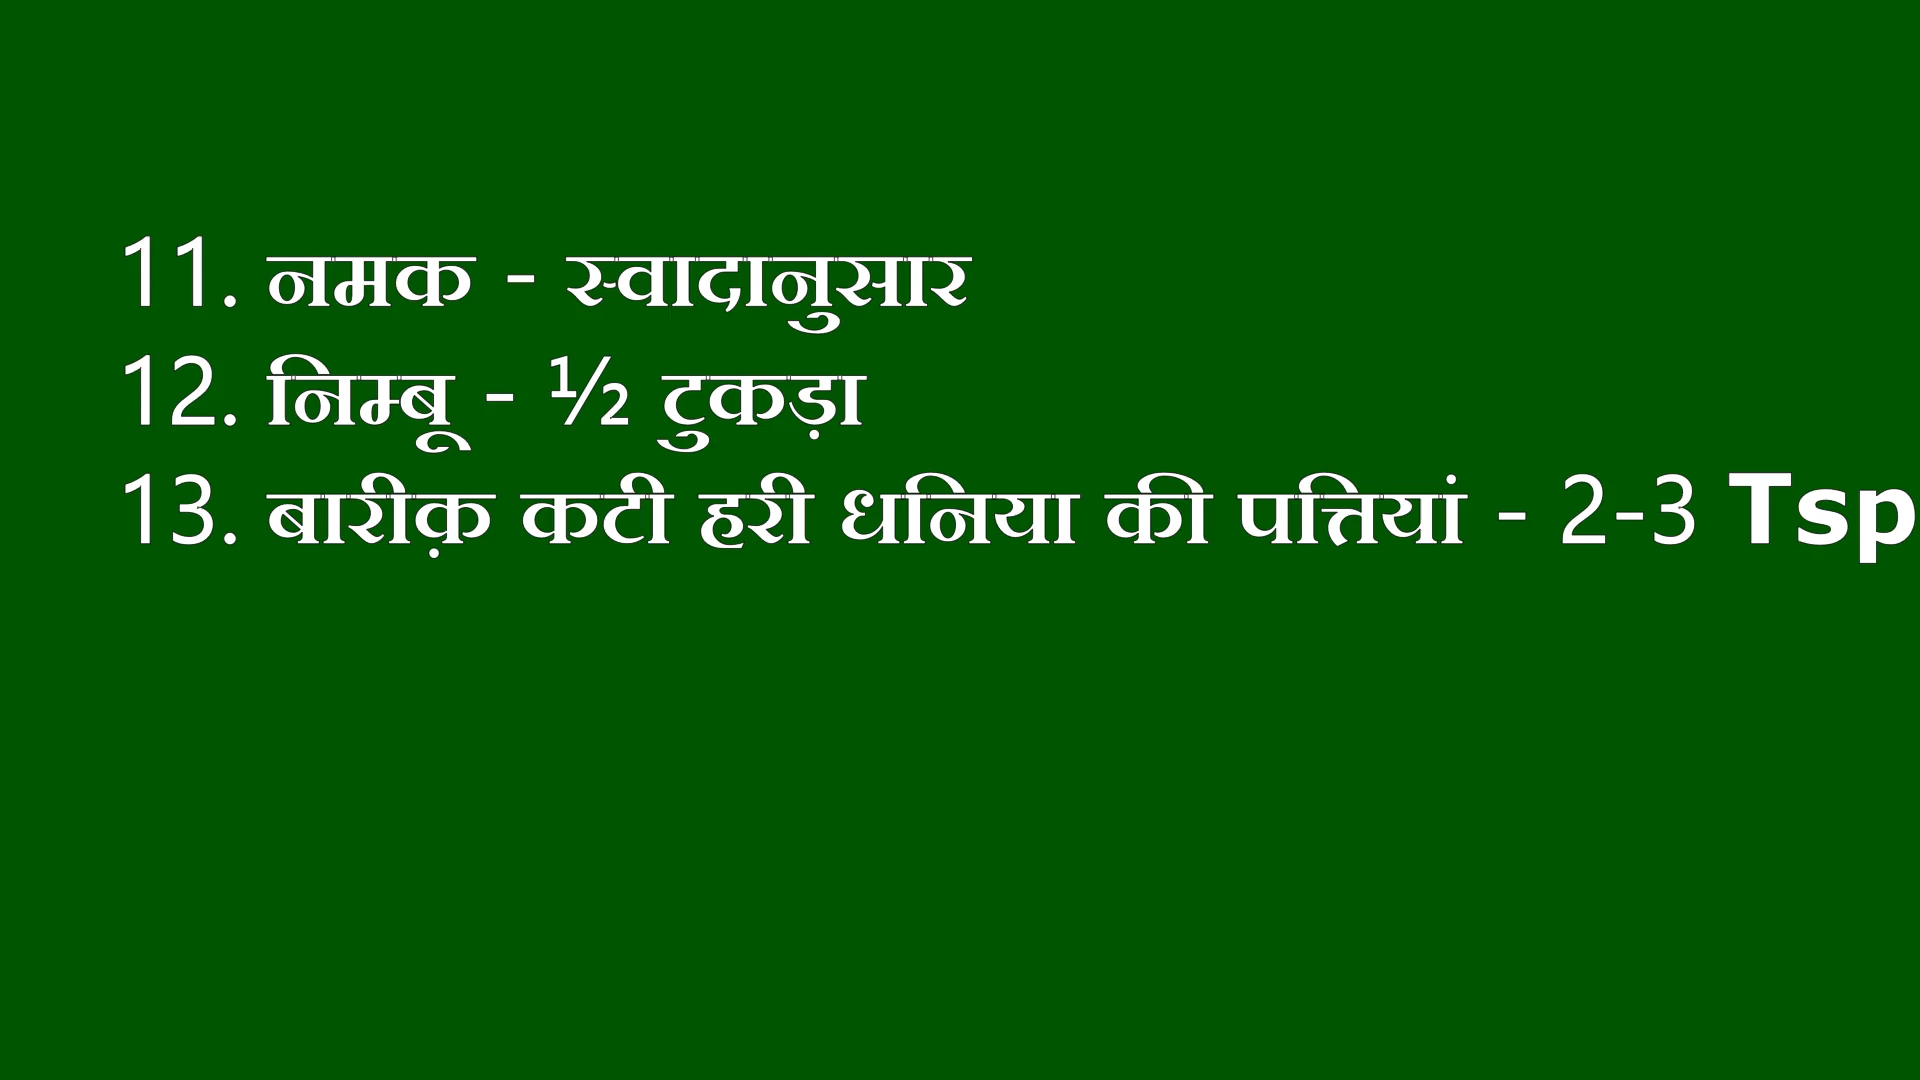 11. नमक - स्वादानुसार
12. निम्बू - ½ टुकड़ा
13. बारीक़ कटी हरी धनिया की पत्तियां - 2-3 Tsp